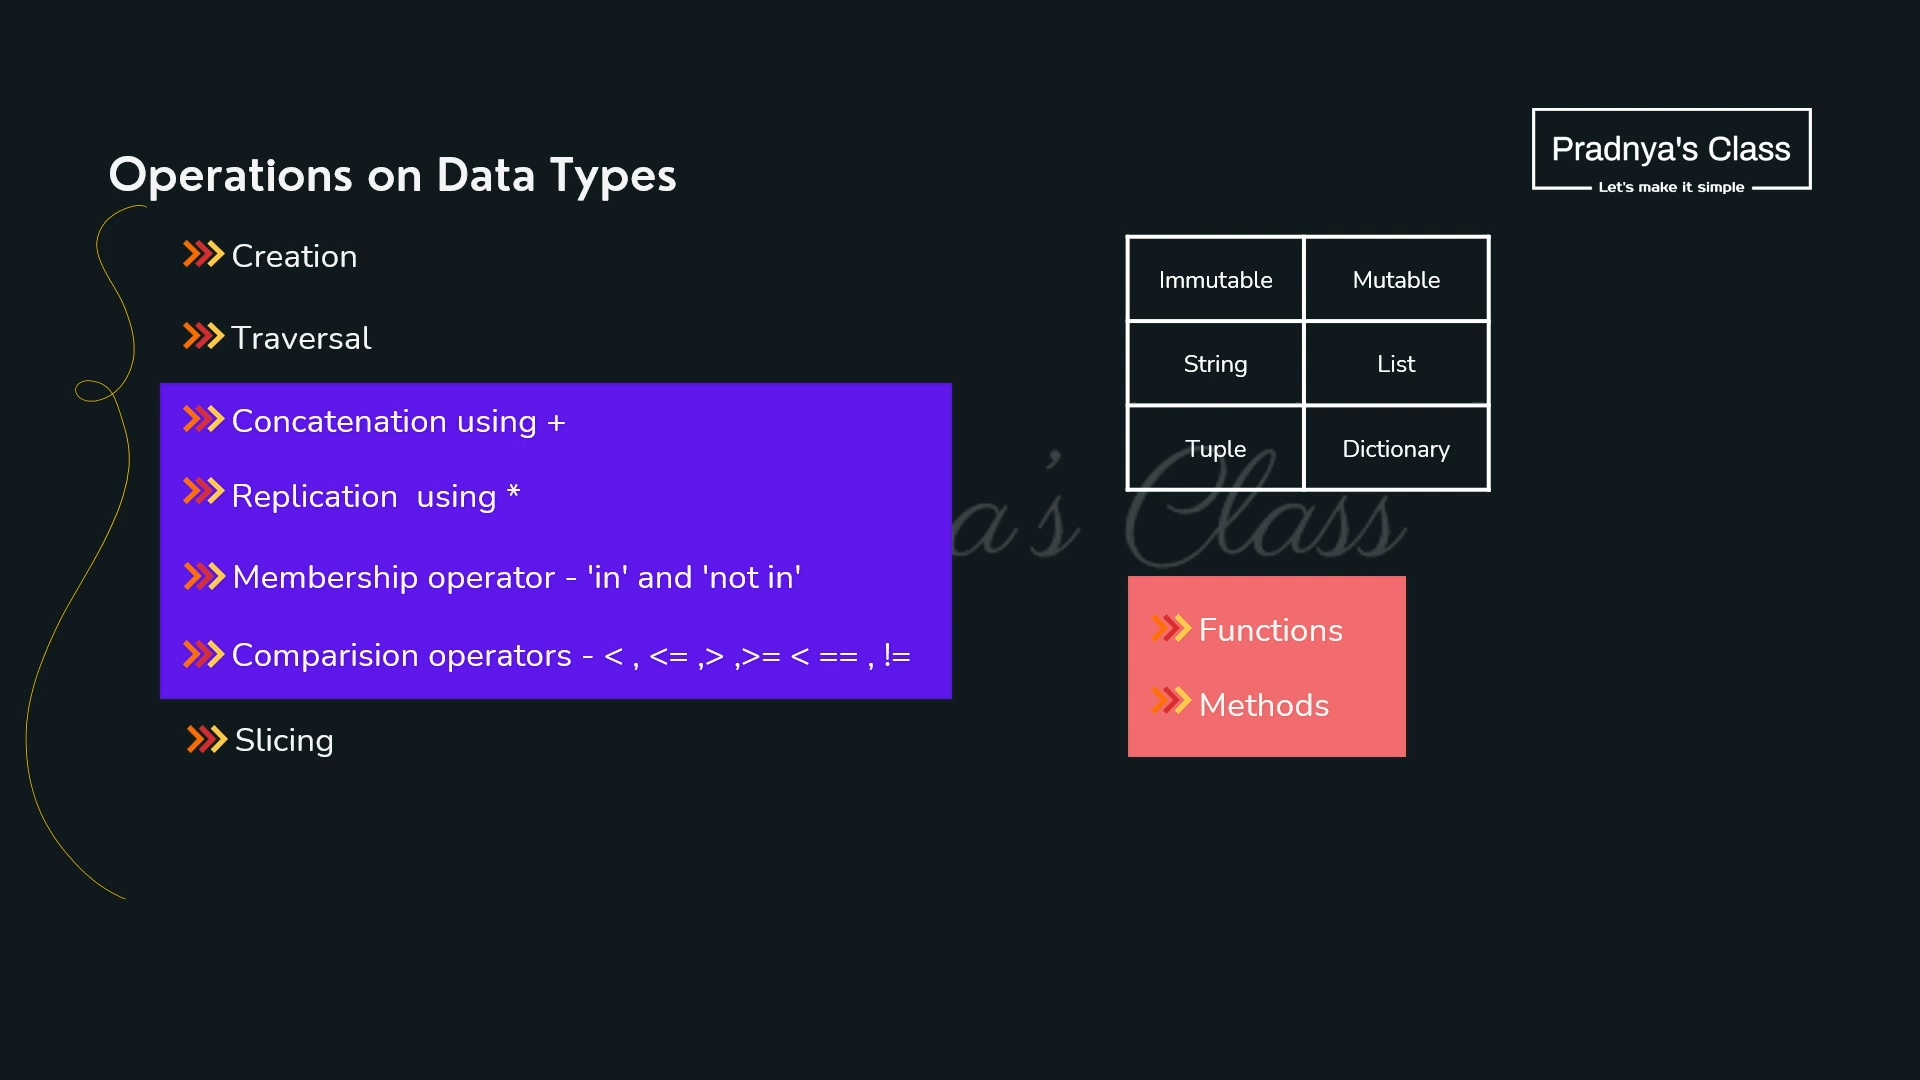 Pradnya's Class
Let's make it simple
Operations on Data Types
Creation
Traversal
Concatenation using +
Replication  using *
Membership operator - 'in' and 'not in'
Comparision operators - < , <= ,> ,>= < == , !=
Slicing
Immutable Mutable
String List
Tuple Dictionary
a's Class
Functions
Methods